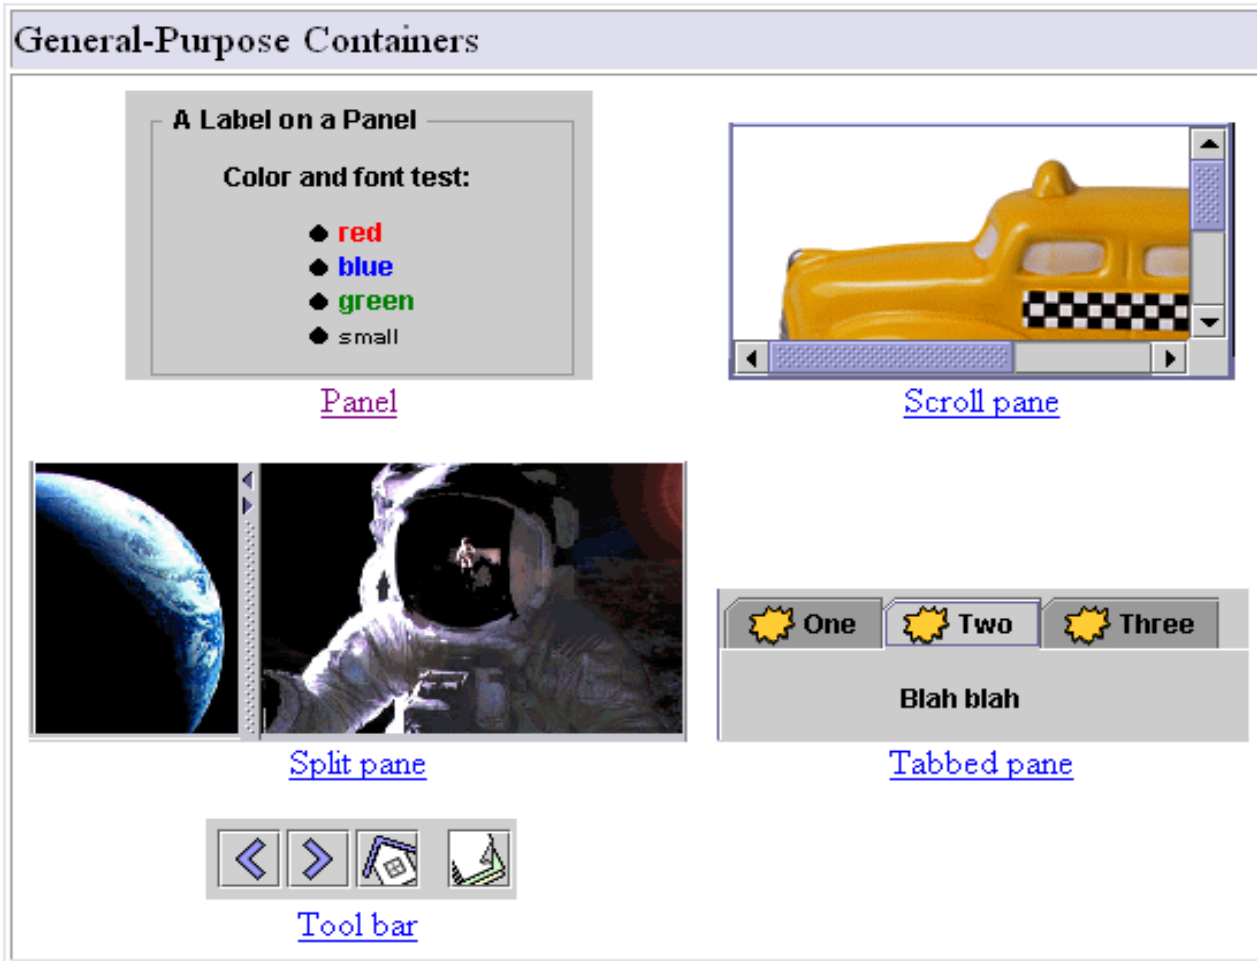 General-Purpose Containers
A Label on a Panel
Color and font test:
red
blue
green
small
Panel
Scroll pane
Split pane
One Two Three
Blah blah
Tabbed pane
Tool bar